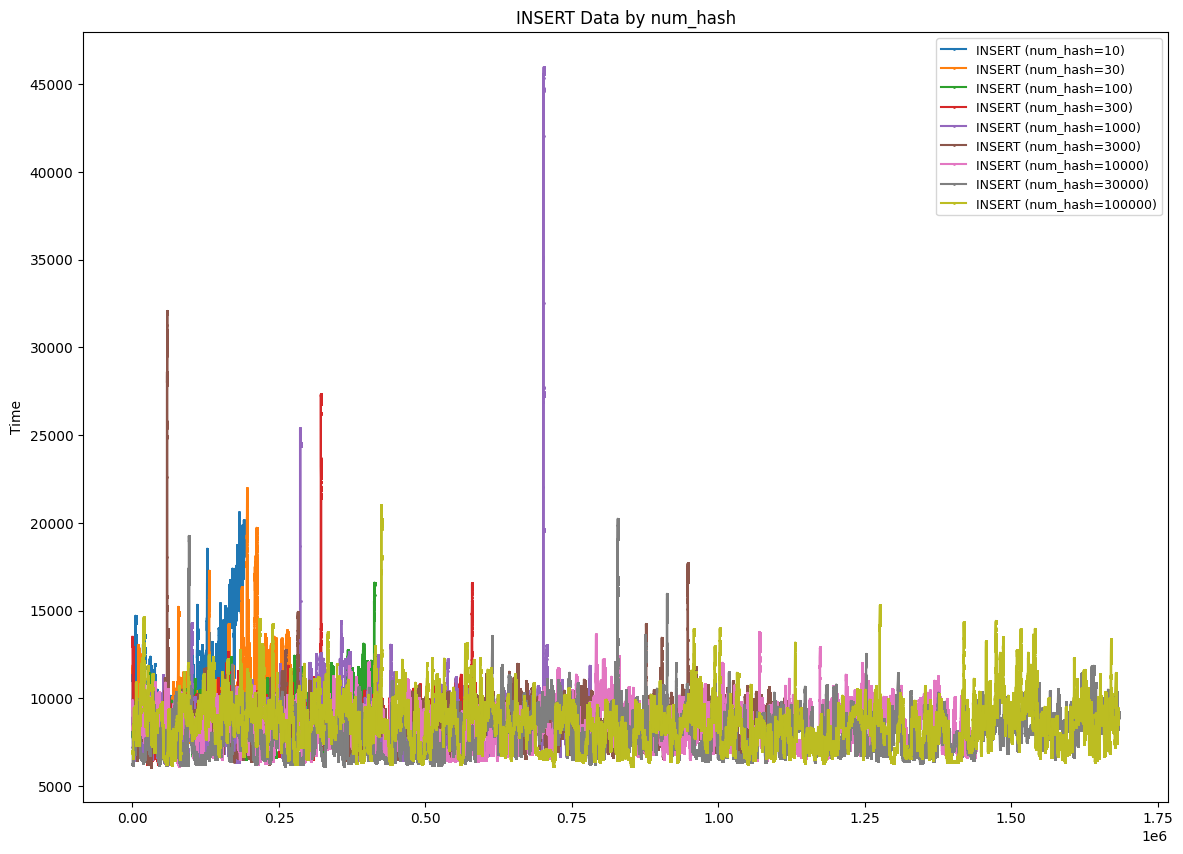 INSERT Data by num_hash
INSERT (num_hash=10)
INSERT (num_hash=30)
INSERT (num_hash=100)
INSERT (num_hash=300)
INSERT (num_hash=1000)
INSERT (num_hash=3000)
INSERT (num_hash=10000)
INSERT (num_hash=30000)
INSERT (num_hash=100000)
45000
40000
35000
30000
25000
20000
15000
10000
5000
Time
0.00 0.25 0.50 0.75 1.00 1.25 1.50 1.75
1e6